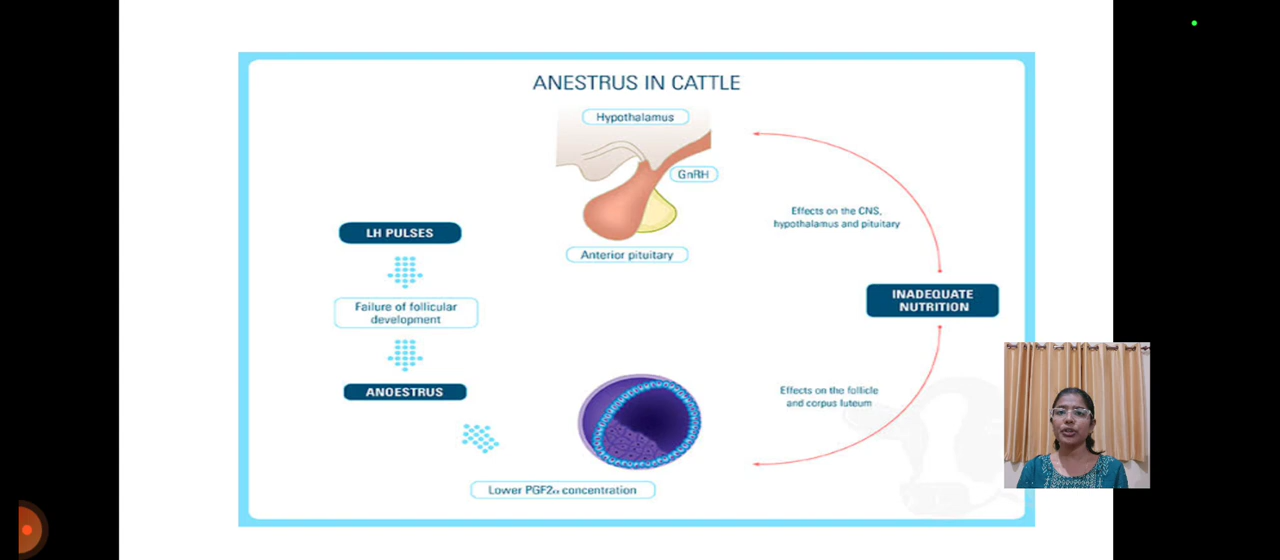 ANESTRUS IN CATTLE
Hypothalamus
GnRH
Anterior pituitary
LH PULSES
Failure of follicular
development
ANOESTRUS
Lower PGF2α concentration
Effects on the CNS,
hypothalamus and pituitary
INADEQUATE
NUTRITION
Effects on the follicle
and corpus luteum